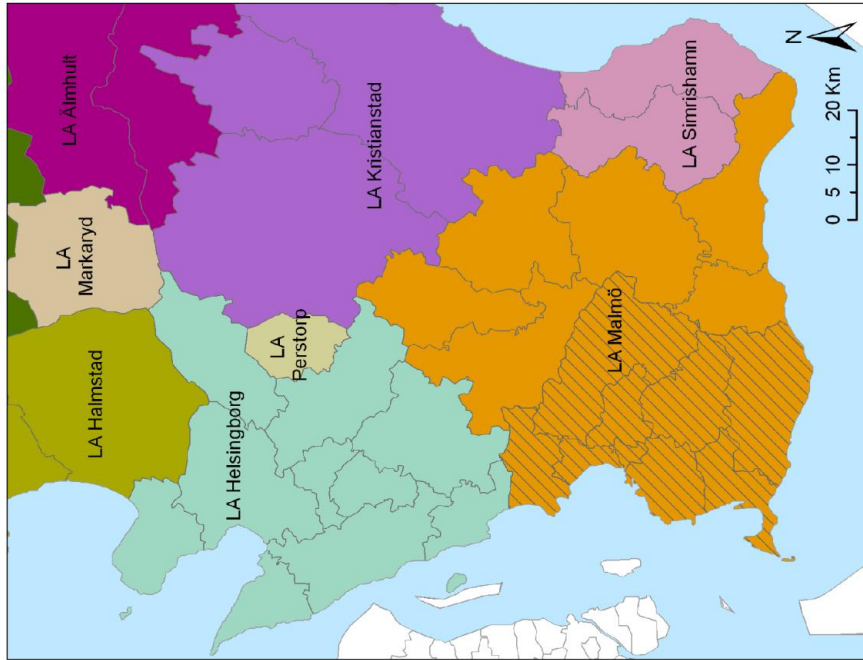 LA Älmhult
LA
Markaryd
LA Halmstad
LA Kristianstad
LA
Perstorp
LA Helsingborg
LA Simrishamn
LA Malmö
N
0 5 10 20 Km